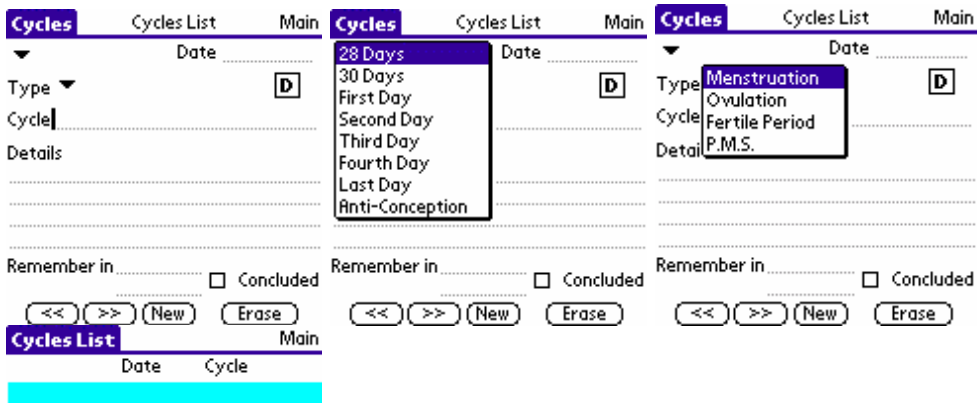 Cycles Cycles List Main
Date
Type D
Cycle
Details
Remember in
Concluded
<< >> New Erase
Cycles Cycles List Main
28 Days
30 Days
First Day
Second Day
Third Day
Fourth Day
Last Day
Anti-Conception
Date
D
Remember in
Concluded
<< >> New Erase
Cycles Cycles List Main
Date
Type D
Menstruation
Ovulation
Fertile Period
P.M.S.
Cycle
Detai
Remember in
Concluded
<< >> New Erase
Cycles List Main
Date Cycle